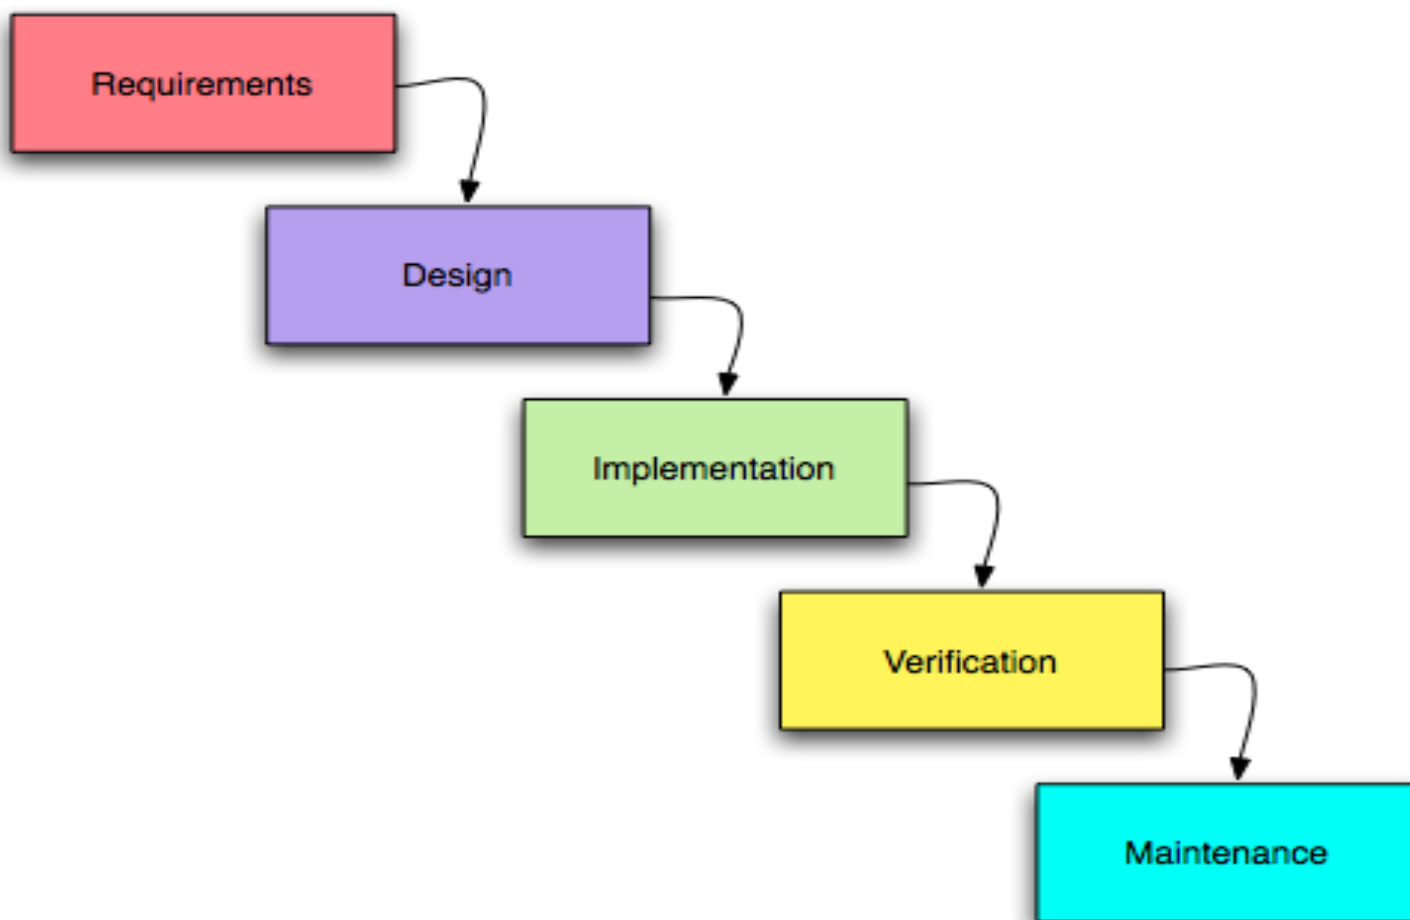 Requirements
Design
Implementation
Verification
Maintenance